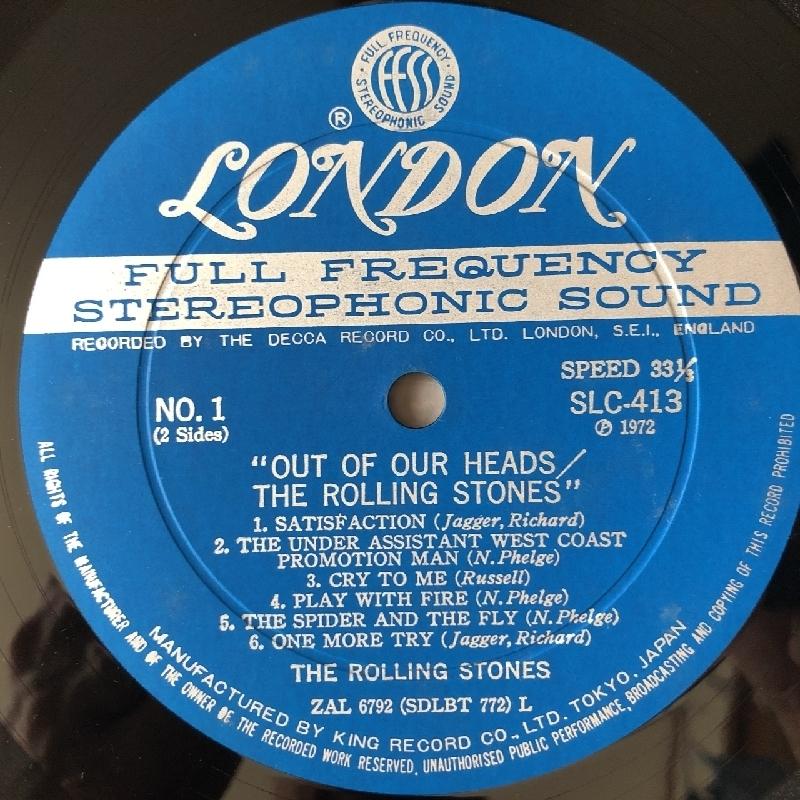 FULL FREQUENCY
FFSS
STEREOPHONIC SOUND
®
LONDON
FULL FREQUENCY
STEREOPHONIC SOUND
RECORDED BY THE DECCA RECORD CO., LTD. LONDON, S.E.I., ENGLAND
SPEED 33⅓
NO. 1
SLC-413
(2 Sides)
℗ 1972
"OUT OF OUR HEADS/
THE ROLLING STONES"
1. SATISFACTION (Jagger, Richard)
2. THE UNDER ASSISTANT WEST COAST
PROMOTION MAN (N. Phelge)
3. CRY TO ME (Russell)
4. PLAY WITH FIRE (N. Phelge)
5. THE SPIDER AND THE FLY (N. Phelge)
6. ONE MORE TRY (Jagger, Richard)
THE ROLLING STONES
ZAL 6792 (SDLBT 772) L
MANUFACTURED BY KING RECORD CO., LTD. TOKYO, JAPAN
ALL RIGHTS OF THE MANUFACTURER AND OF THE OWNER OF THE RECORDED WORK RESERVED, UNAUTHORISED PUBLIC PERFORMANCE, BROADCASTING AND COPYING OF THIS RECORD PROHIBITED